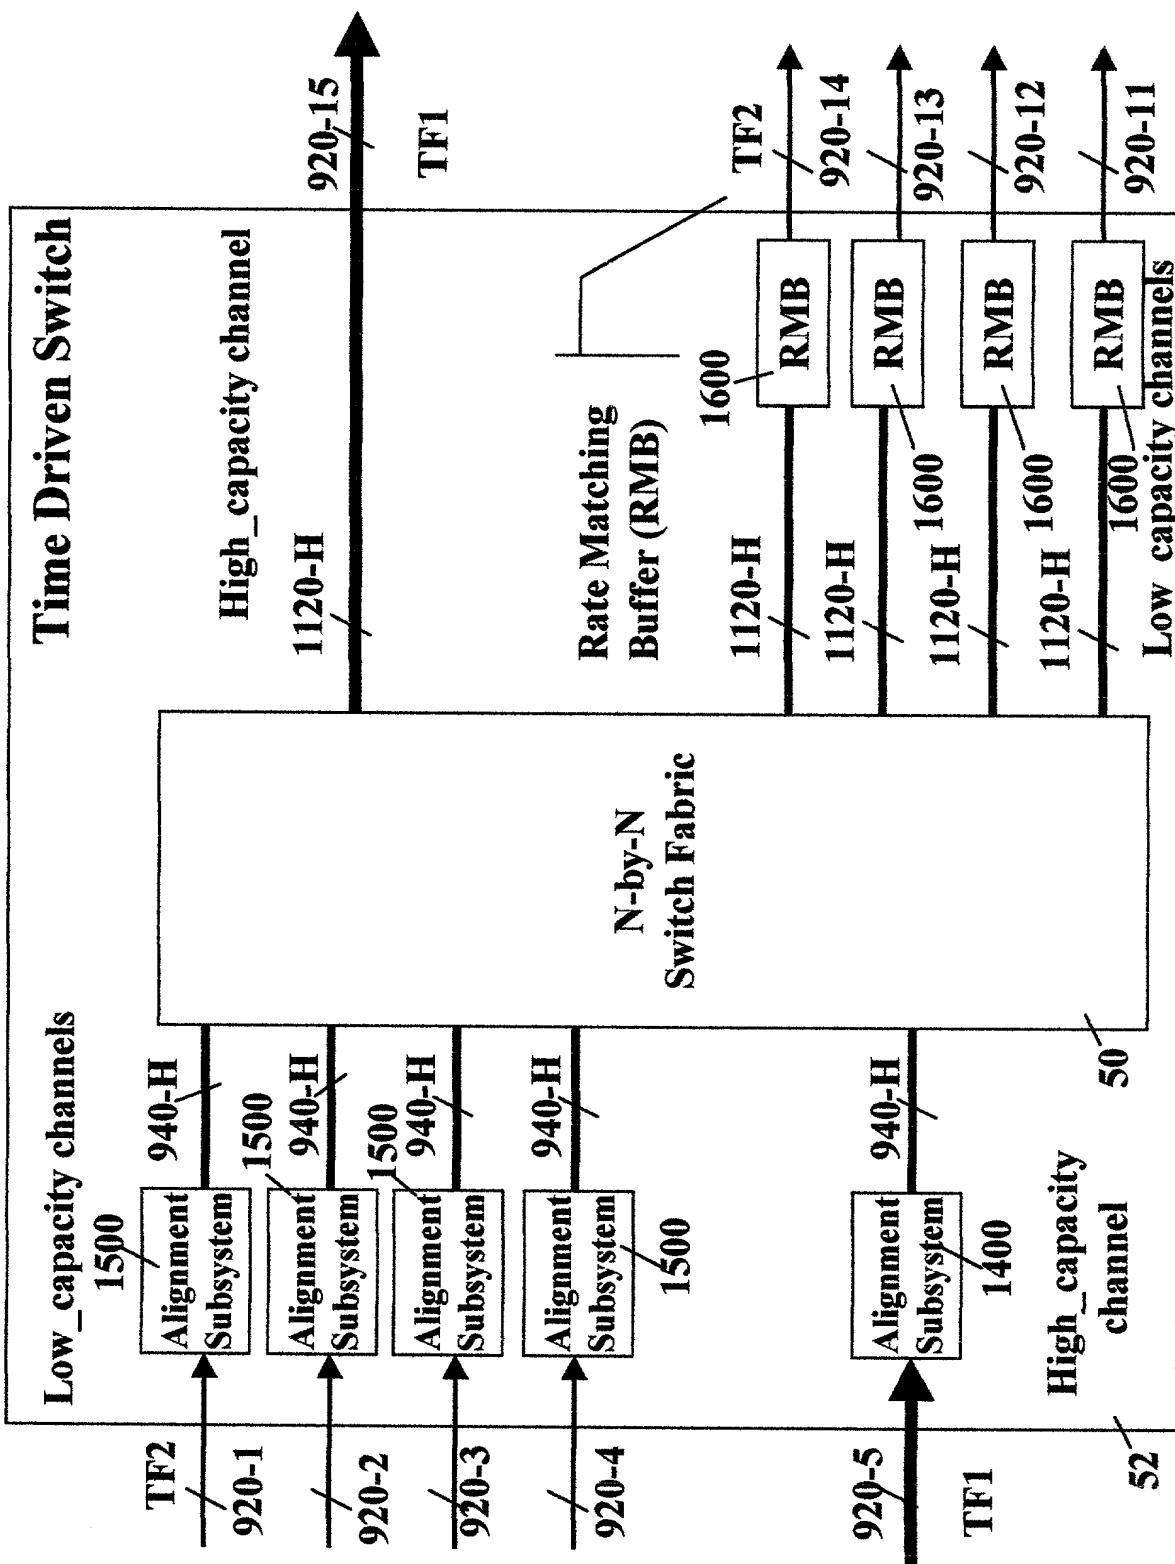 Time Driven Switch
Low_capacity channels
High_capacity channel
TF2
920-1
920-2
920-3
920-4
920-5
TF1
1500
Alignment
Subsystem
940-H
1500
Alignment
Subsystem
940-H
1500
Alignment
Subsystem
940-H
Alignment
Subsystem
1500
940-H
Alignment
Subsystem
1400
940-H
High_capacity
channel
52
N-by-N
Switch Fabric
50
1120-H
920-15
TF1
Rate Matching
Buffer (RMB)
1120-H
1600
RMB
TF2
920-14
1120-H
1600
RMB
920-13
1120-H
1600
RMB
920-12
1120-H
1600
RMB
920-11
Low capacity channels